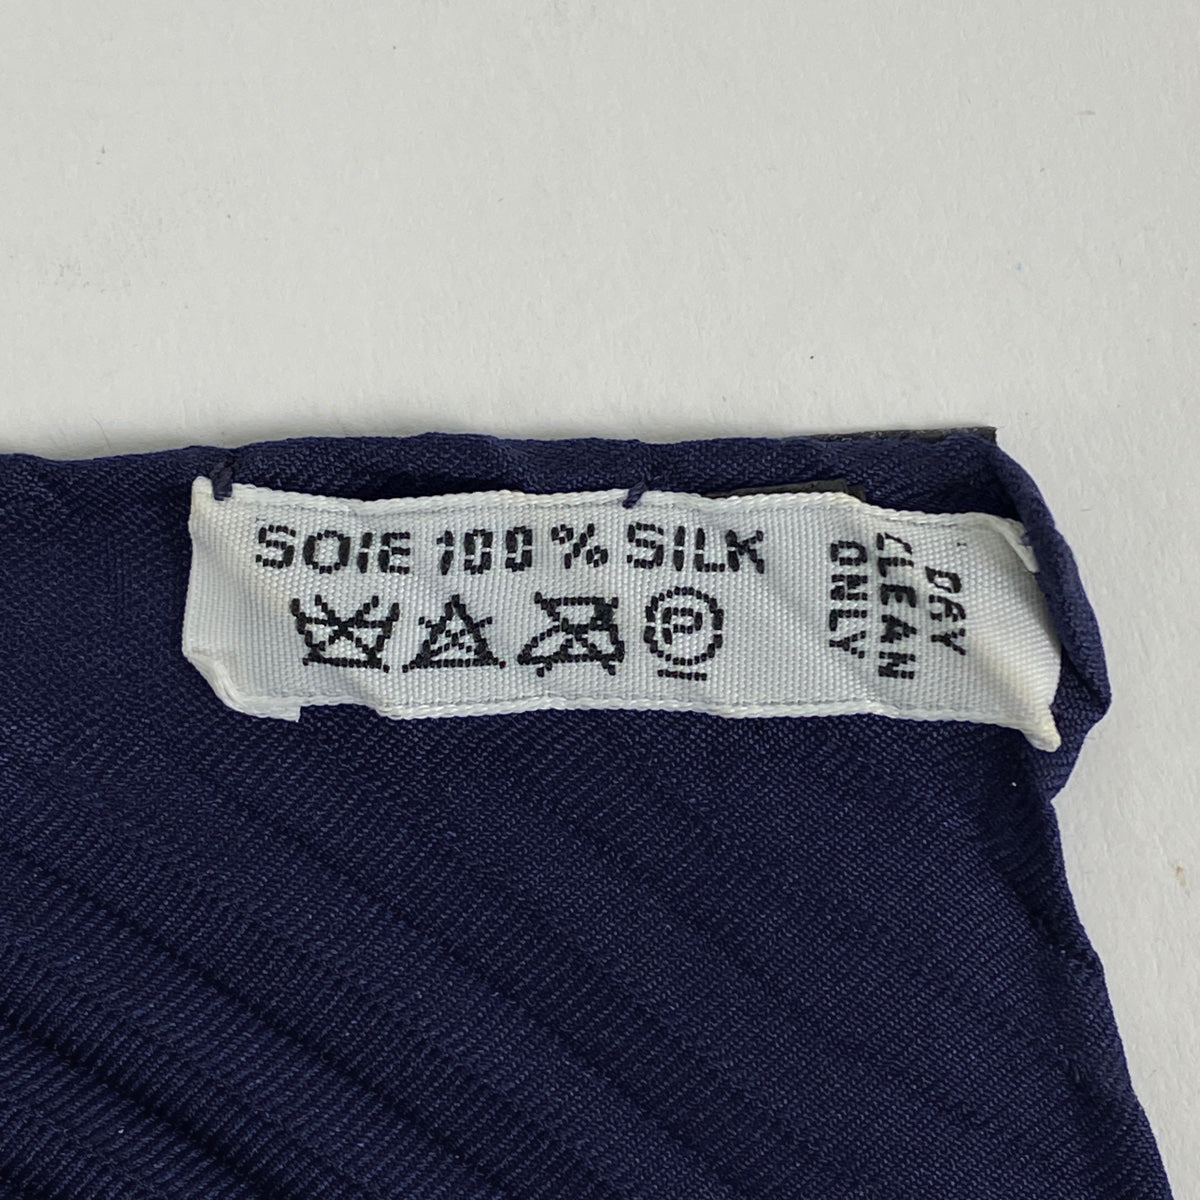 SOIE 100% SILK
P
DRY
CLEAN
ONLY